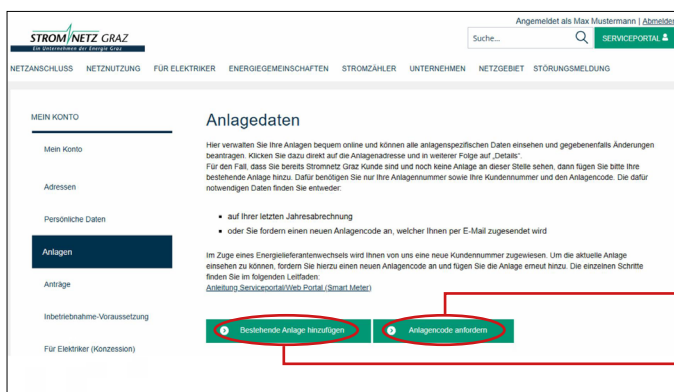 Angemeldet als Max Mustermann | Abmelden
STROMNETZ GRAZ
Ein Unternehmen der Energie Graz
Suche...
SERVICEPORTAL
NETZANSCHLUSS NETZNUTZUNG FÜR ELEKTRIKER ENERGIEGEMEINSCHAFTEN STROMZÄHLER UNTERNEHMEN NETZGEBIET STÖRUNGSMELDUNG
MEIN KONTO
Mein Konto
Adressen
Persönliche Daten
Anlagen
Anträge
Inbetriebnahme-Voraussetzung
Für Elektriker (Konzession)
Anlagedaten
Hier verwalten Sie Ihre Anlagen bequem online und können alle anlagenspezifischen Daten einsehen und gegebenenfalls Änderungen
beantragen. Klicken Sie dazu direkt auf die Anlagenadresse und in weiterer Folge auf „Details“.
Für den Fall, dass Sie bereits Stromnetz Graz Kunde sind und noch keine Anlage an dieser Stelle sehen, dann fügen Sie bitte Ihre
bestehende Anlage hinzu. Dafür benötigen Sie nur Ihre Anlagennummer sowie Ihre Kundennummer und den Anlagencode. Die dafür
notwendigen Daten finden Sie entweder:
▪ auf Ihrer letzten Jahresabrechnung
▪ oder Sie fordern einen neuen Anlagencode an, welcher Ihnen per E-Mail zugesendet wird
Im Zuge eines Energielieferantenwechsels wird Ihnen von uns eine neue Kundennummer zugewiesen. Um die aktuelle Anlage
einsehen zu können, fordern Sie hierzu einen neuen Anlagencode an und fügen Sie die Anlage erneut hinzu. Die einzelnen Schritte
finden Sie im folgenden Leitfaden:
Anleitung Serviceportal/Web Portal (Smart Meter)
Bestehende Anlage hinzufügen
Anlagencode anfordern